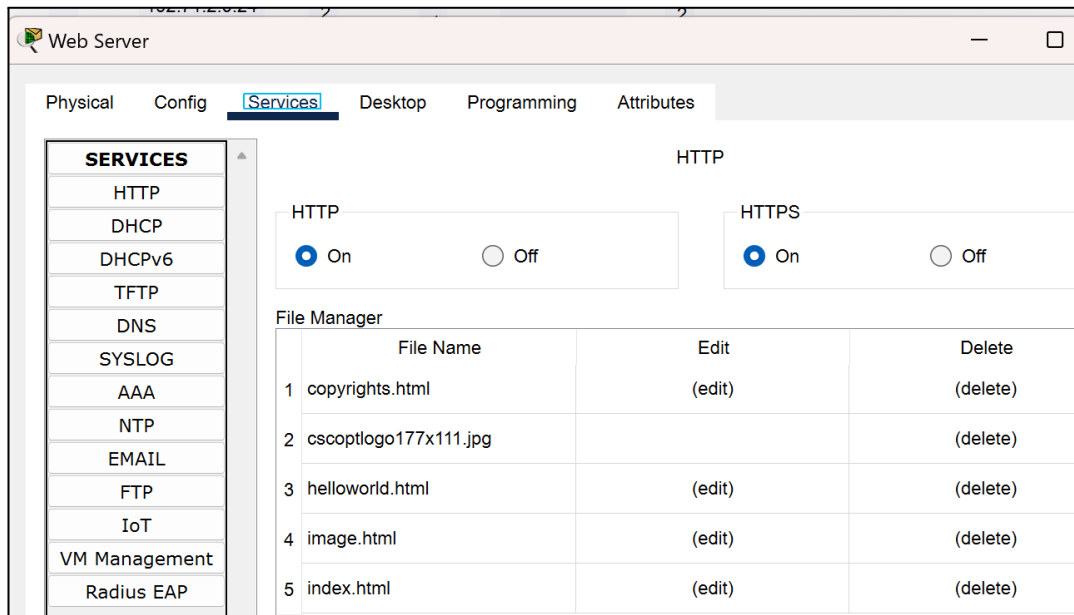 Web Server
Physical Config Services Desktop Programming Attributes
SERVICES
HTTP
DHCP
DHCPv6
TFTP
DNS
SYSLOG
AAA
NTP
EMAIL
FTP
IoT
VM Management
Radius EAP
HTTP
HTTP
On Off
HTTPS
On Off
File Manager
File Name Edit Delete
1 copyrights.html (edit) (delete)
2 cscoptlogo177x111.jpg (delete)
3 helloworld.html (edit) (delete)
4 image.html (edit) (delete)
5 index.html (edit) (delete)